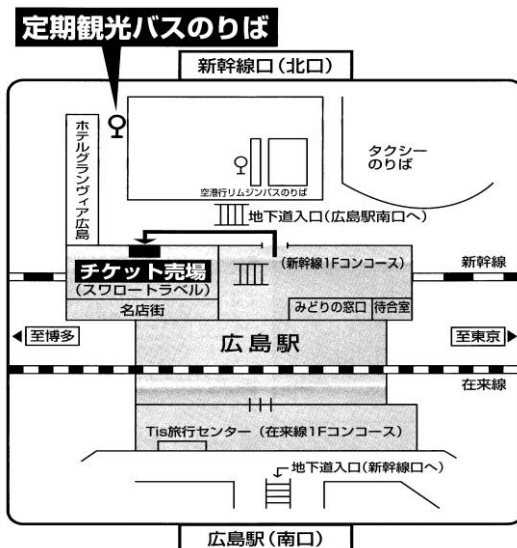 定期観光バスのりば
新幹線口（北口）
ホテルグランヴィア広島
タクシー
のりば
空港行リムジンバスのりば
地下道入口（広島駅南口へ）
チケット売場
（スワロートラベル）
（新幹線1Fコンコース）
新幹線
名店街
みどりの窓口
待合室
至博多
広島駅
至東京
在来線
Tis旅行センター（在来線1Fコンコース）
地下道入口（新幹線口へ）
広島駅（南口）